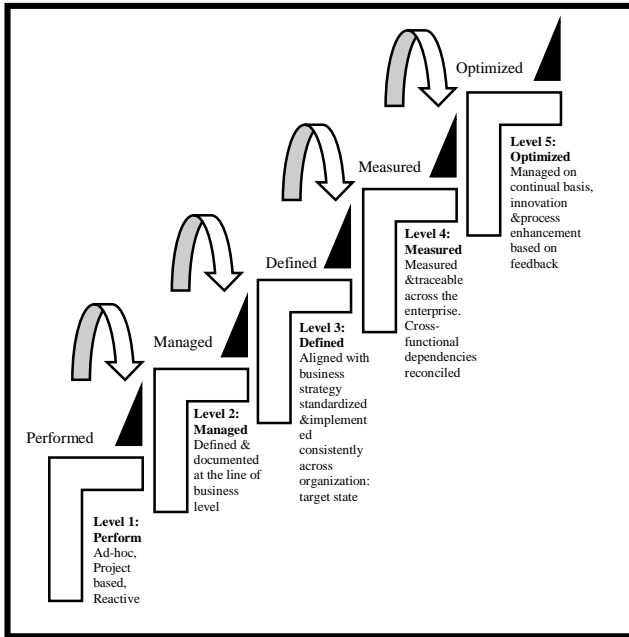 Optimized
Level 5:
Optimized
Managed on
continual basis,
innovation
&process
enhancement
based on
feedback
Measured
Level 4:
Measured
Measured
&traceable
across the
enterprise.
Cross-
functional
dependencies
reconciled
Defined
Level 3:
Defined
Aligned with
business
strategy
standardized
&implement
ed
consistently
across
organization:
target state
Managed
Level 2:
Managed
Defined &
documented
at the line of
business
level
Performed
Level 1:
Perform
Ad-hoc,
Project
based,
Reactive